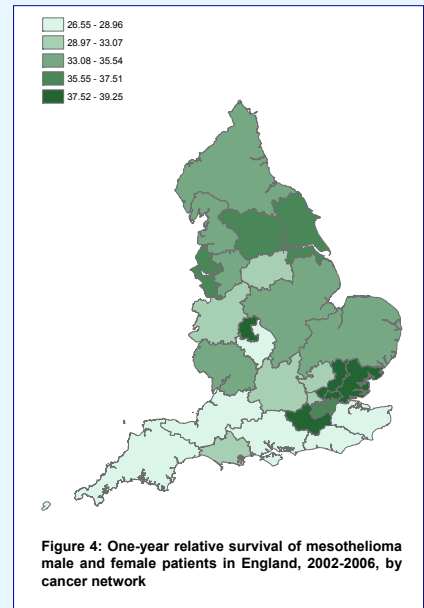 26.55 - 28.96
28.97 - 33.07
33.08 - 35.54
35.55 - 37.51
37.52 - 39.25
Figure 4: One-year relative survival of mesothelioma
male and female patients in England, 2002-2006, by
cancer network